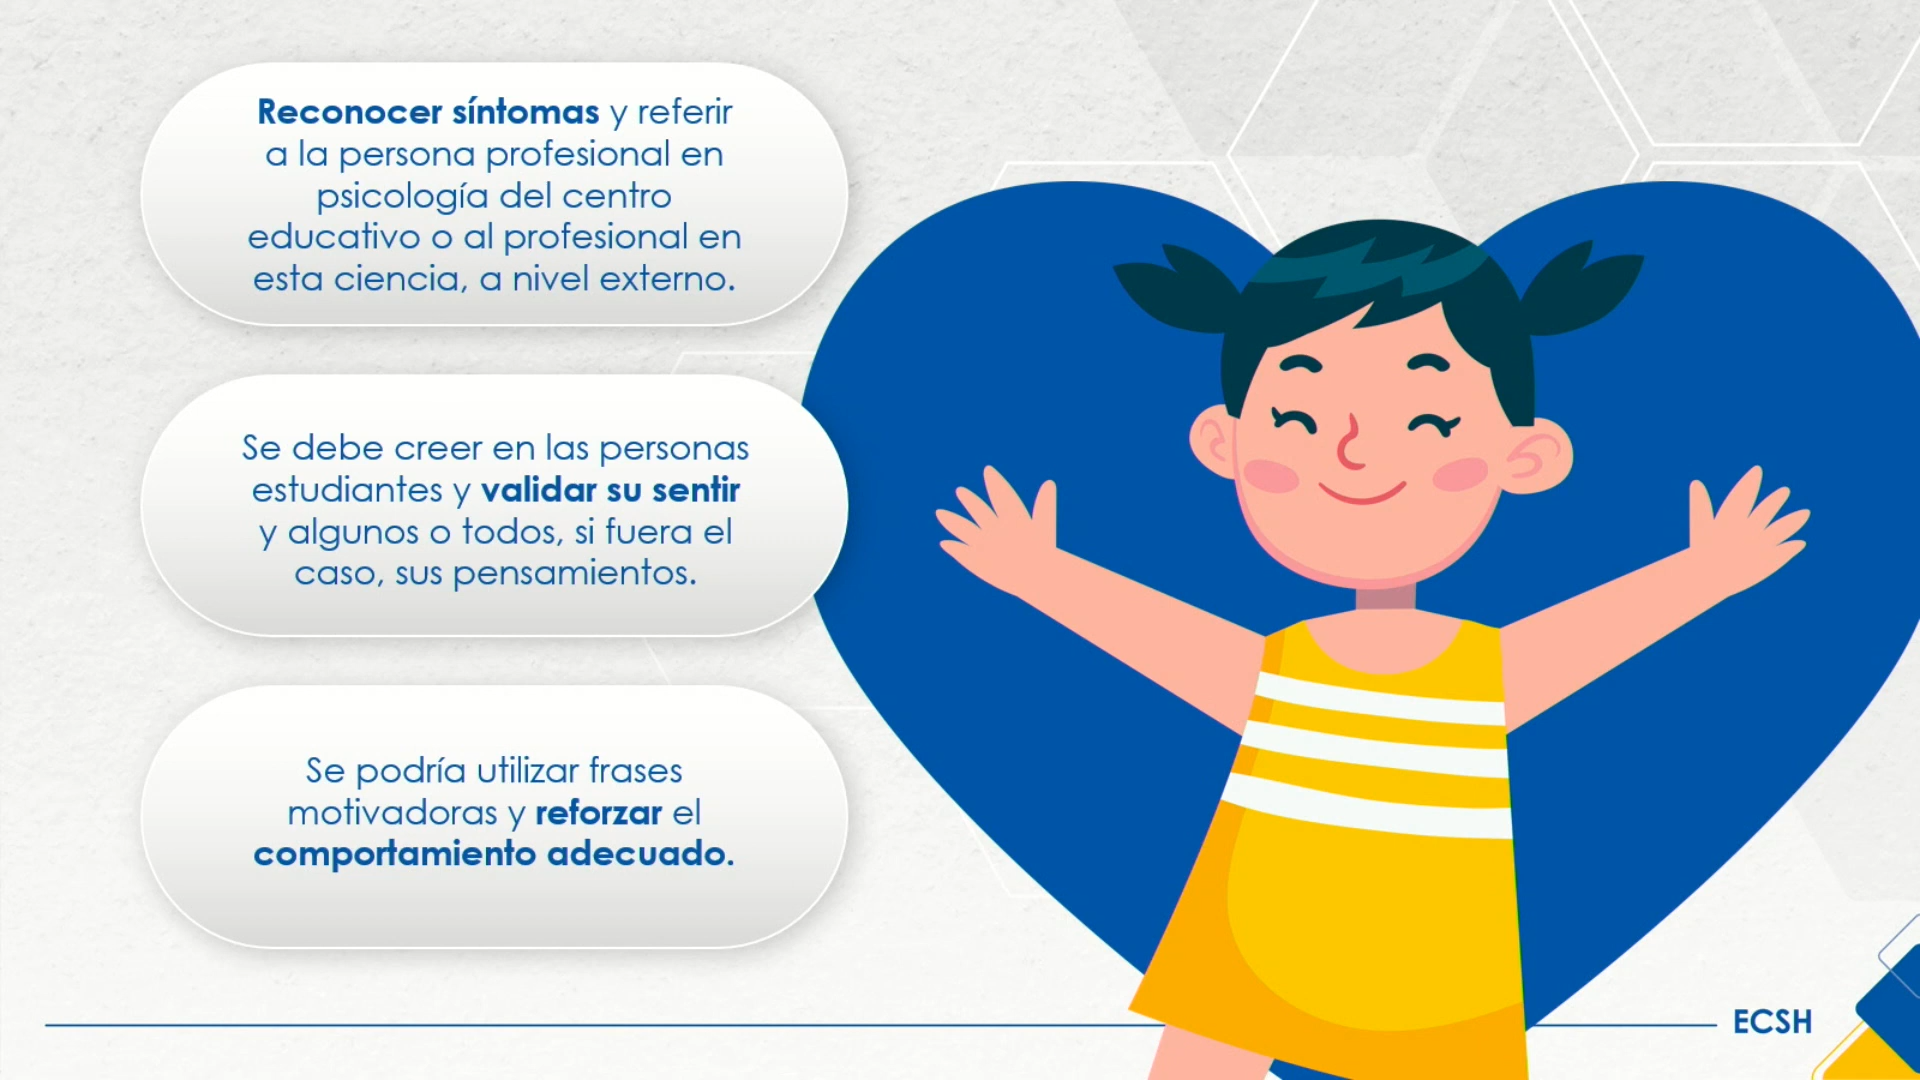 Reconocer síntomas y referir
a la persona profesional en
psicología del centro
educativo o al profesional en
esta ciencia, a nivel externo.
Se debe creer en las personas
estudiantes y validar su sentir
y algunos o todos, si fuera el
caso, sus pensamientos.
Se podría utilizar frases
motivadoras y reforzar el
comportamiento adecuado.
ECSH